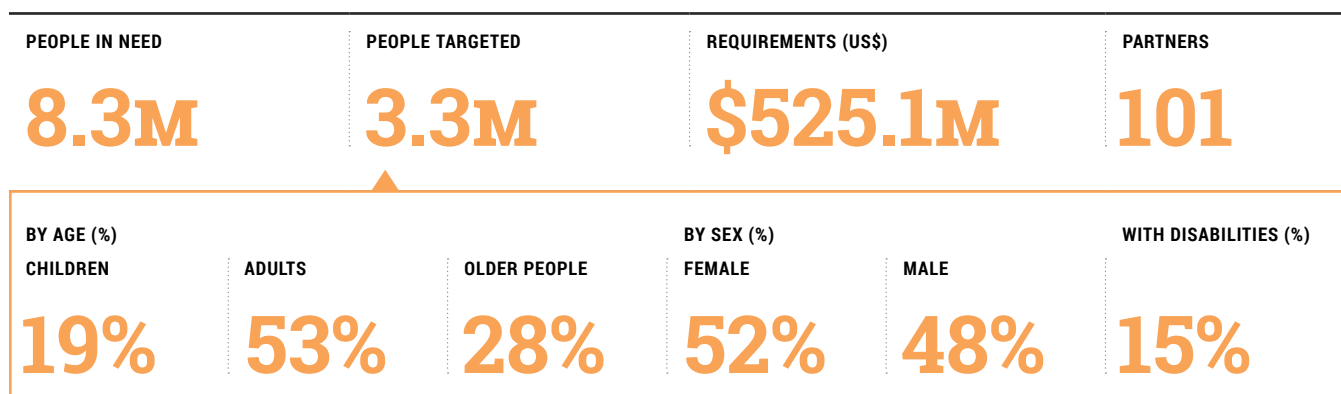 PEOPLE IN NEED PEOPLE TARGETED REQUIREMENTS (US$) PARTNERS
8.3M 3.3M $525.1M 101
BY AGE (%) BY SEX (%) WITH DISABILITIES (%)
CHILDREN ADULTS OLDER PEOPLE FEMALE MALE
19% 53% 28% 52% 48% 15%